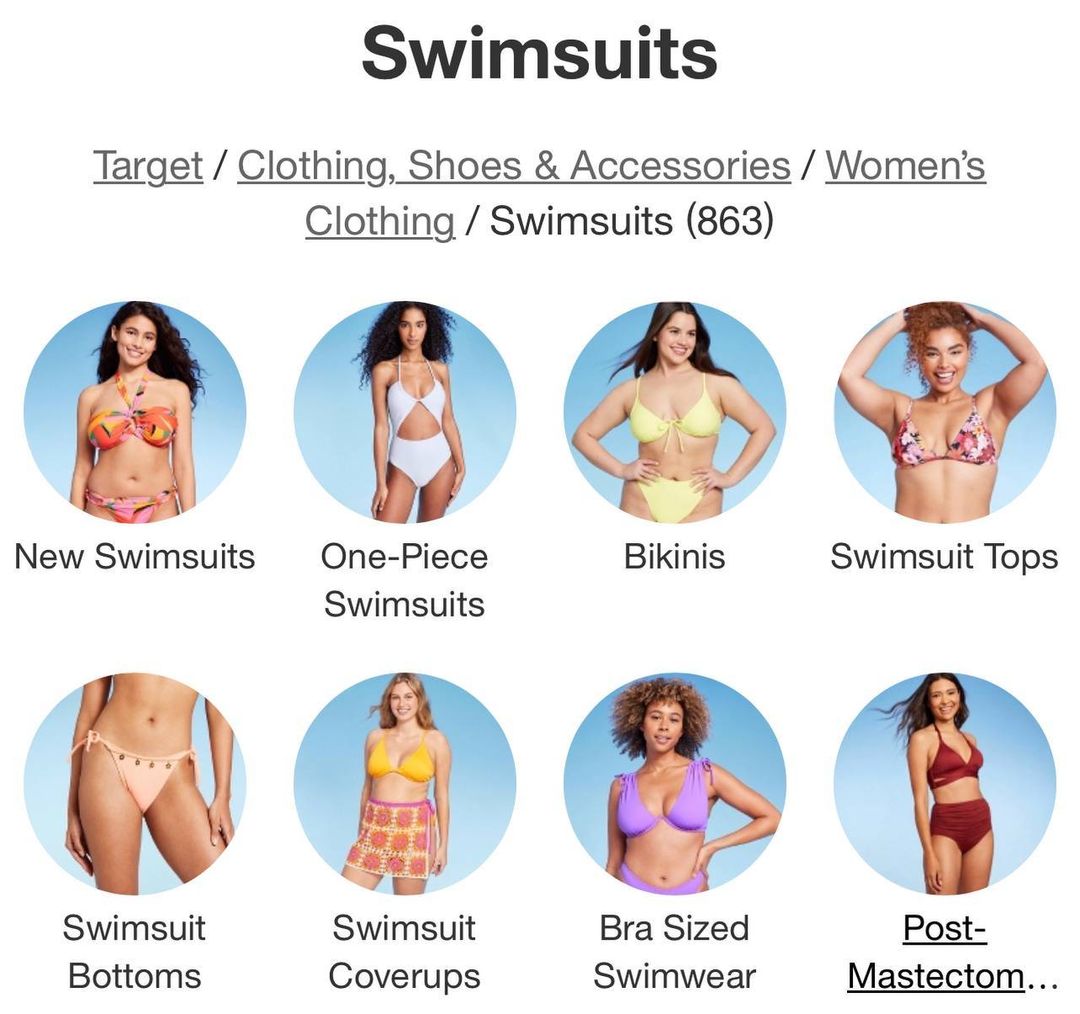 Swimsuits
Target / Clothing, Shoes & Accessories / Women’s
Clothing / Swimsuits (863)
New Swimsuits
One-Piece
Swimsuits
Bikinis
Swimsuit Tops
Swimsuit
Bottoms
Swimsuit
Coverups
Bra Sized
Swimwear
Post-
Mastectom...